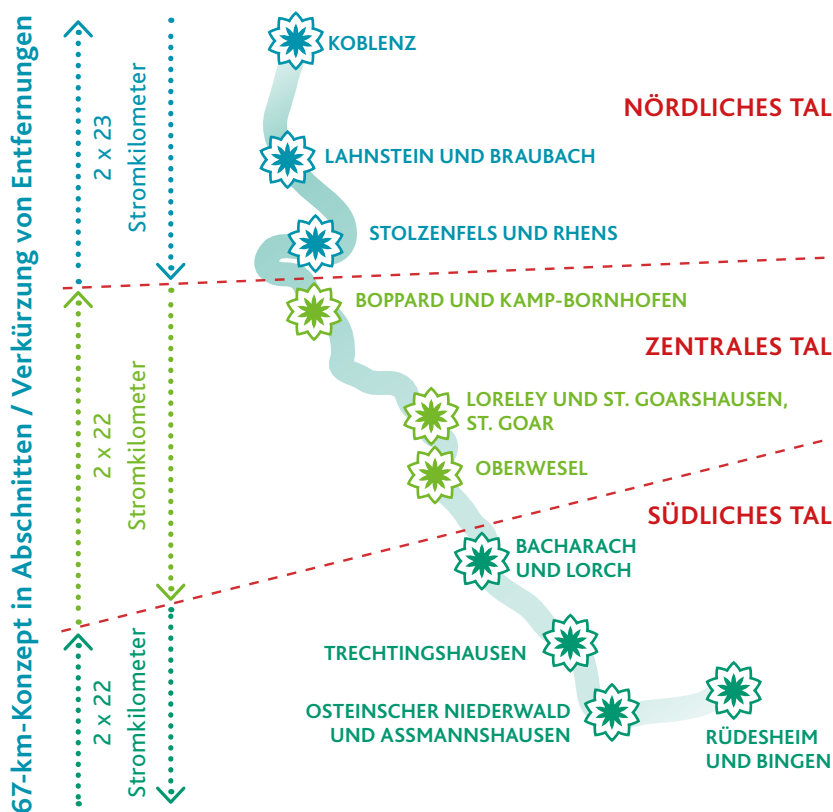 67-km-Konzept in Abschnitten / Verkürzung von Entfernungen
2 x 23
Stromkilometer
2 x 22
Stromkilometer
2 x 22
Stromkilometer
KOBLENZ
NÖRDLICHES TAL
LAHNSTEIN UND BRAUBACH
STOLZENFELS UND RHENS
BOPPARD UND KAMP-BORNHOFEN
ZENTRALES TAL
LORELEY UND ST. GOARSHAUSEN,
ST. GOAR
OBERWESEL
SÜDLICHES TAL
BACHARACH
UND LORCH
TRECHTINGSHAUSEN
OSTEINSCHER NIEDERWALD
UND ASSMANNSHAUSEN
RÜDESHEIM
UND BINGEN